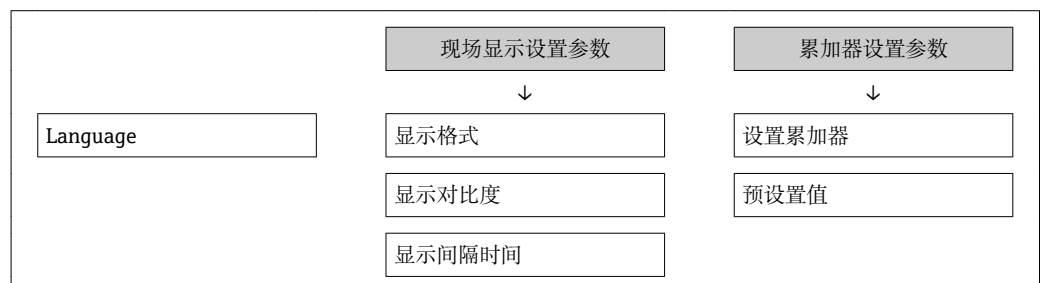 现场显示设置参数
累加器设置参数
↓
↓
Language
显示格式
设置累加器
显示对比度
预设置值
显示间隔时间